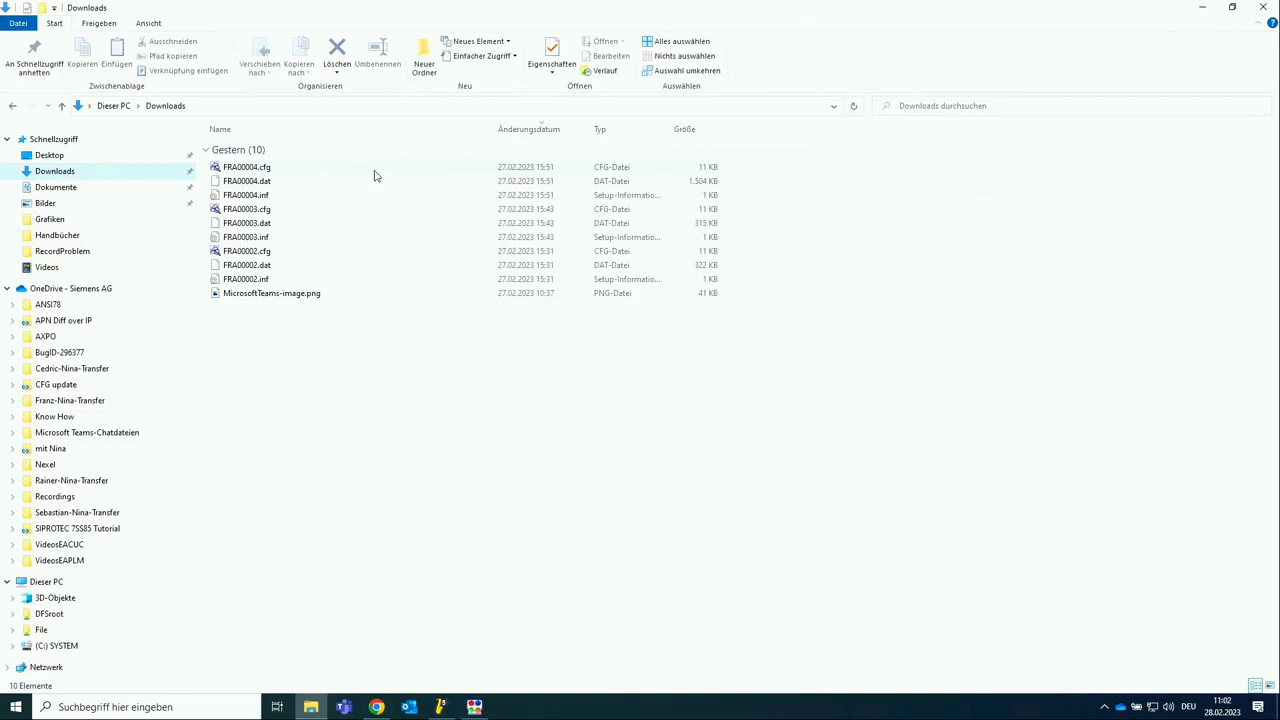 Downloads
Datei Start Freigeben Ansicht
An Schnellzugriff anheften
Kopieren
Einfügen
Ausschneiden
Pfad kopieren
Verknüpfung einfügen
Zwischenablage
Verschieben nach
Kopieren nach
Löschen
Umbenennen
Organisieren
Neuer Ordner
Neues Element
Einfacher Zugriff
Neu
Eigenschaften
Öffnen
Bearbeiten
Verlauf
Öffnen
Alles auswählen
Nichts auswählen
Auswahl umkehren
Auswählen
Dieser PC Downloads
Downloads durchsuchen
Name Änderungsdatum Typ Größe
Gestern (10)
FRA00004.cfg 27.02.2023 15:51 CFG-Datei 11 KB
FRA00004.dat 27.02.2023 15:51 DAT-Datei 1.504 KB
FRA00004.inf 27.02.2023 15:51 Setup-Informatio... 1 KB
FRA00003.cfg 27.02.2023 15:43 CFG-Datei 11 KB
FRA00003.dat 27.02.2023 15:43 DAT-Datei 315 KB
FRA00003.inf 27.02.2023 15:43 Setup-Informatio... 1 KB
FRA00002.cfg 27.02.2023 15:31 CFG-Datei 11 KB
FRA00002.dat 27.02.2023 15:31 DAT-Datei 322 KB
FRA00002.inf 27.02.2023 15:31 Setup-Informatio... 1 KB
MicrosoftTeams-image.png 27.02.2023 10:37 PNG-Datei 41 KB
Schnellzugriff
Desktop
Downloads
Dokumente
Bilder
Grafiken
Handbücher
RecordProblem
Videos
OneDrive - Siemens AG
ANSI78
APN Diff over IP
AXPO
BugID-296377
Cedric-Nina-Transfer
CFG update
Franz-Nina-Transfer
Know How
Microsoft Teams-Chatdateien
mit Nina
Nexel
Rainer-Nina-Transfer
Recordings
Sebastian-Nina-Transfer
SIPROTEC 7SS85 Tutorial
VideosEACUC
VideosEAPLM
Dieser PC
3D-Objekte
DFSroot
File
(C:) SYSTEM
Netzwerk
10 Elemente
Suchbegriff hier eingeben
DEU
11:02
28.02.2023